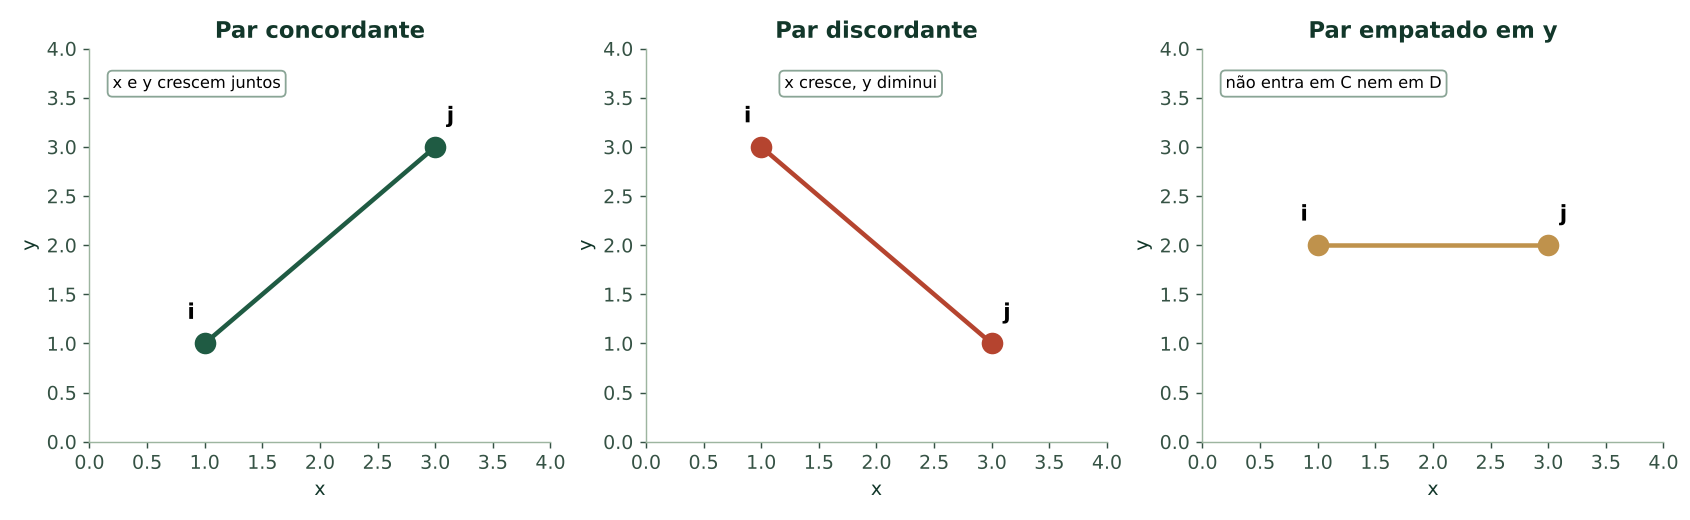 Par concordante
4.0
3.5
3.0
2.5
2.0
1.5
1.0
0.5
0.0
y
x e y crescem juntos
j
i
0.0 0.5 1.0 1.5 2.0 2.5 3.0 3.5 4.0
x
Par discordante
4.0
3.5
3.0
2.5
2.0
1.5
1.0
0.5
0.0
y
x cresce, y diminui
i
j
0.0 0.5 1.0 1.5 2.0 2.5 3.0 3.5 4.0
x
Par empatado em y
4.0
3.5
3.0
2.5
2.0
1.5
1.0
0.5
0.0
y
não entra em C nem em D
i
j
0.0 0.5 1.0 1.5 2.0 2.5 3.0 3.5 4.0
x